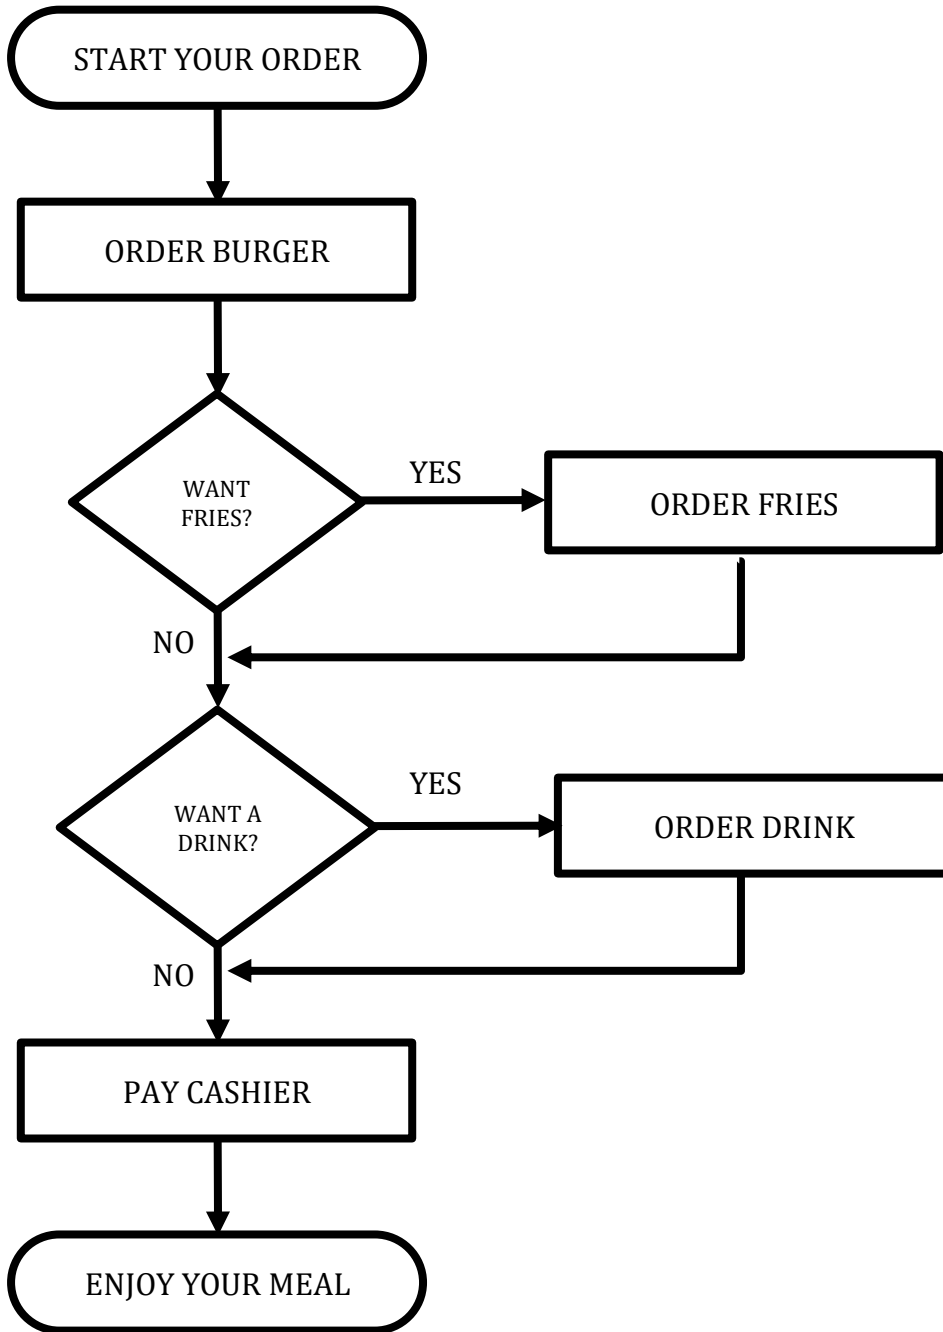 START YOUR ORDER
ORDER BURGER
WANT
FRIES?
YES
ORDER FRIES
NO
WANT A
DRINK?
YES
ORDER DRINK
NO
PAY CASHIER
ENJOY YOUR MEAL